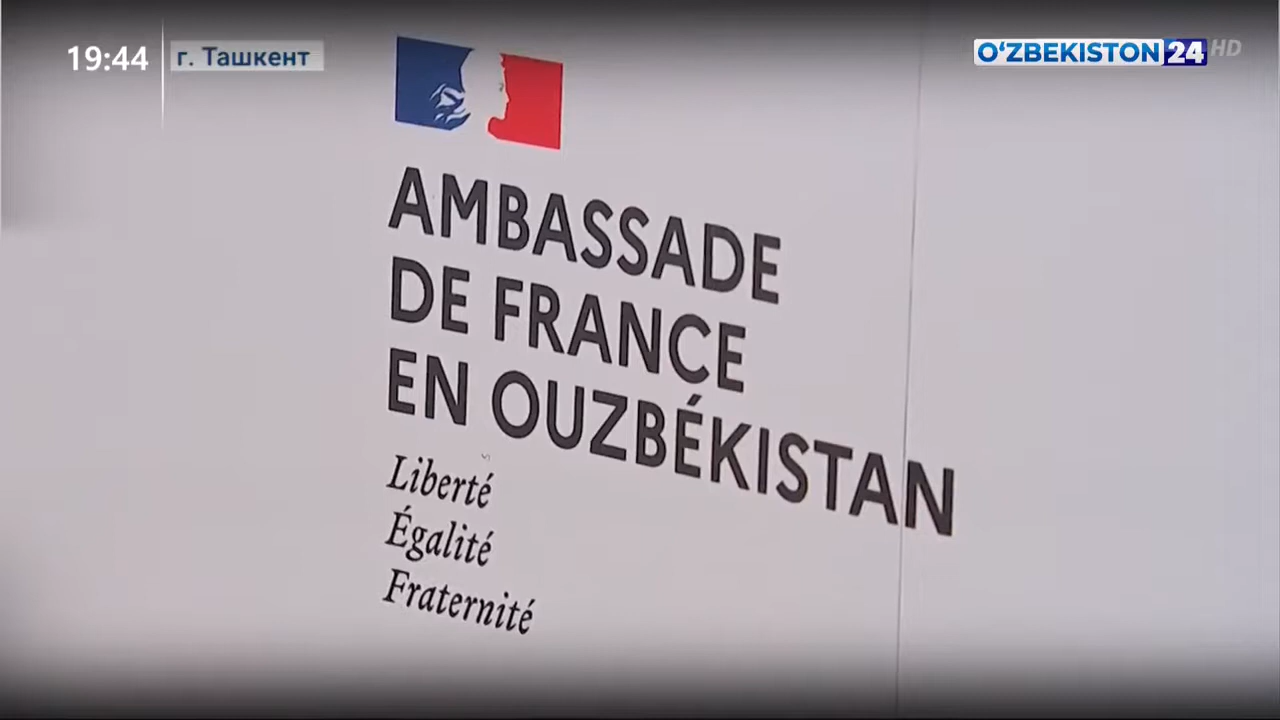 19:44
г. Ташкент
O‘ZBEKISTON 24 HD
AMBASSADE
DE FRANCE
EN OUZBÉKISTAN
Liberté
Égalité
Fraternité